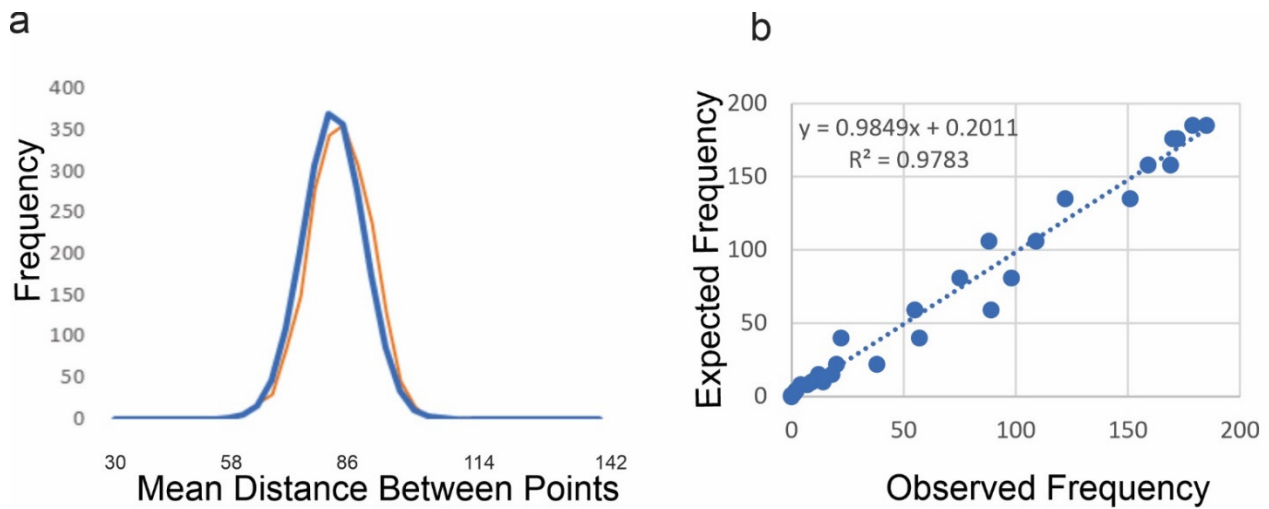 a
400
350
300
250
200
150
100
50
0
Frequency
30 58 86 114 142
Mean Distance Between Points
b
200
150
100
50
0
Expected Frequency
y = 0.9849x + 0.2011
R² = 0.9783
0 50 100 150 200
Observed Frequency